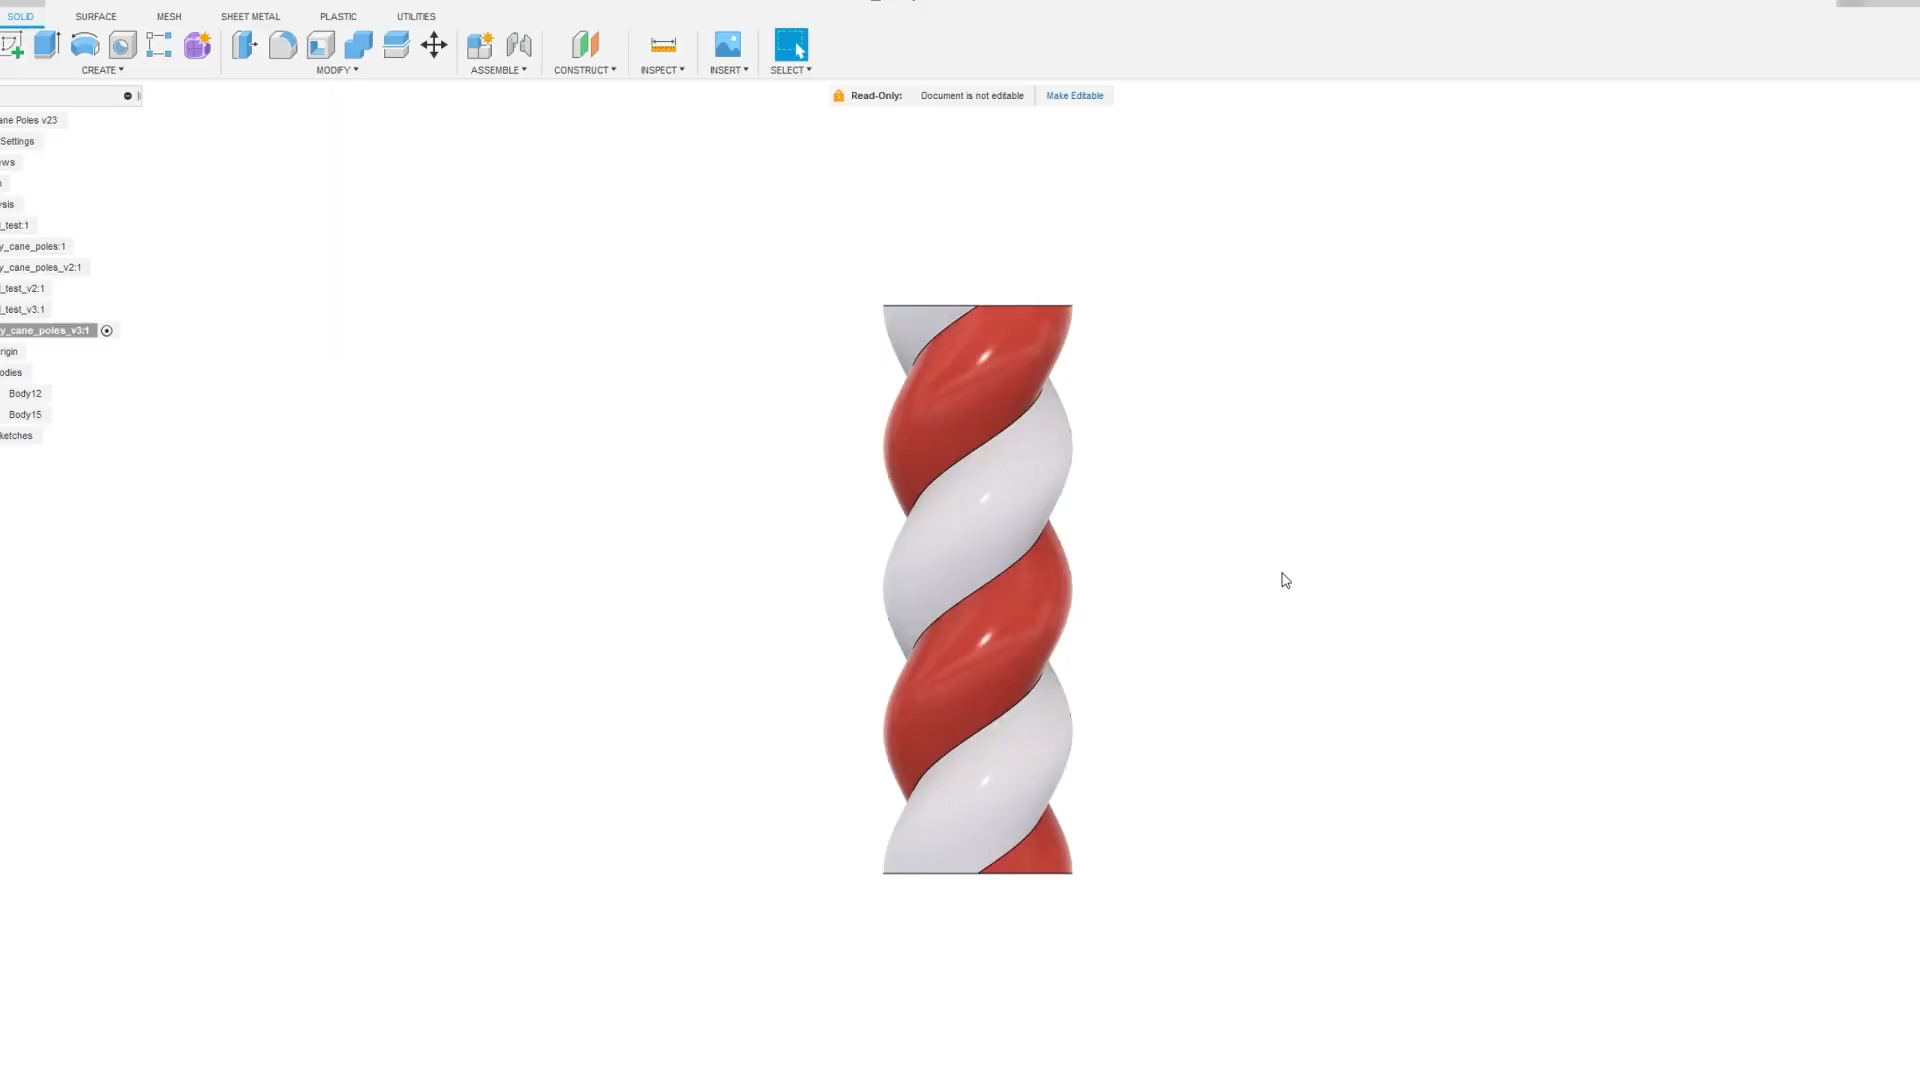 SOLID SURFACE MESH SHEET METAL PLASTIC UTILITIES
CREATE MODIFY ASSEMBLE CONSTRUCT INSPECT INSERT SELECT
Read-Only: Document is not editable Make Editable
ane Poles v23
Settings
ews
ysis
_test:1
y_cane_poles:1
y_cane_poles_v2:1
_test_v2:1
_test_v3:1
y_cane_poles_v3:1
rigin
odies
Body12
Body15
ketches